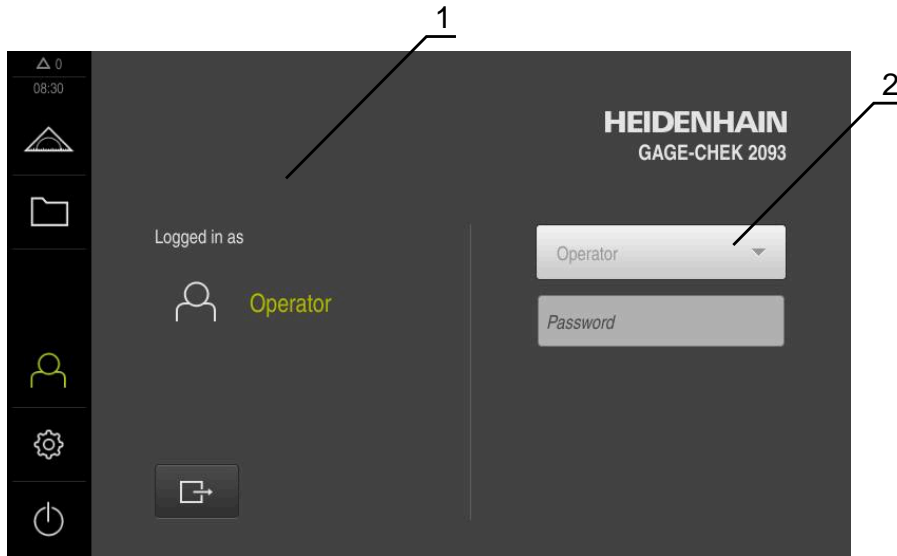 1
2
0
08:30
HEIDENHAIN
GAGE-CHEK 2093
Logged in as
Operator
Operator
Password